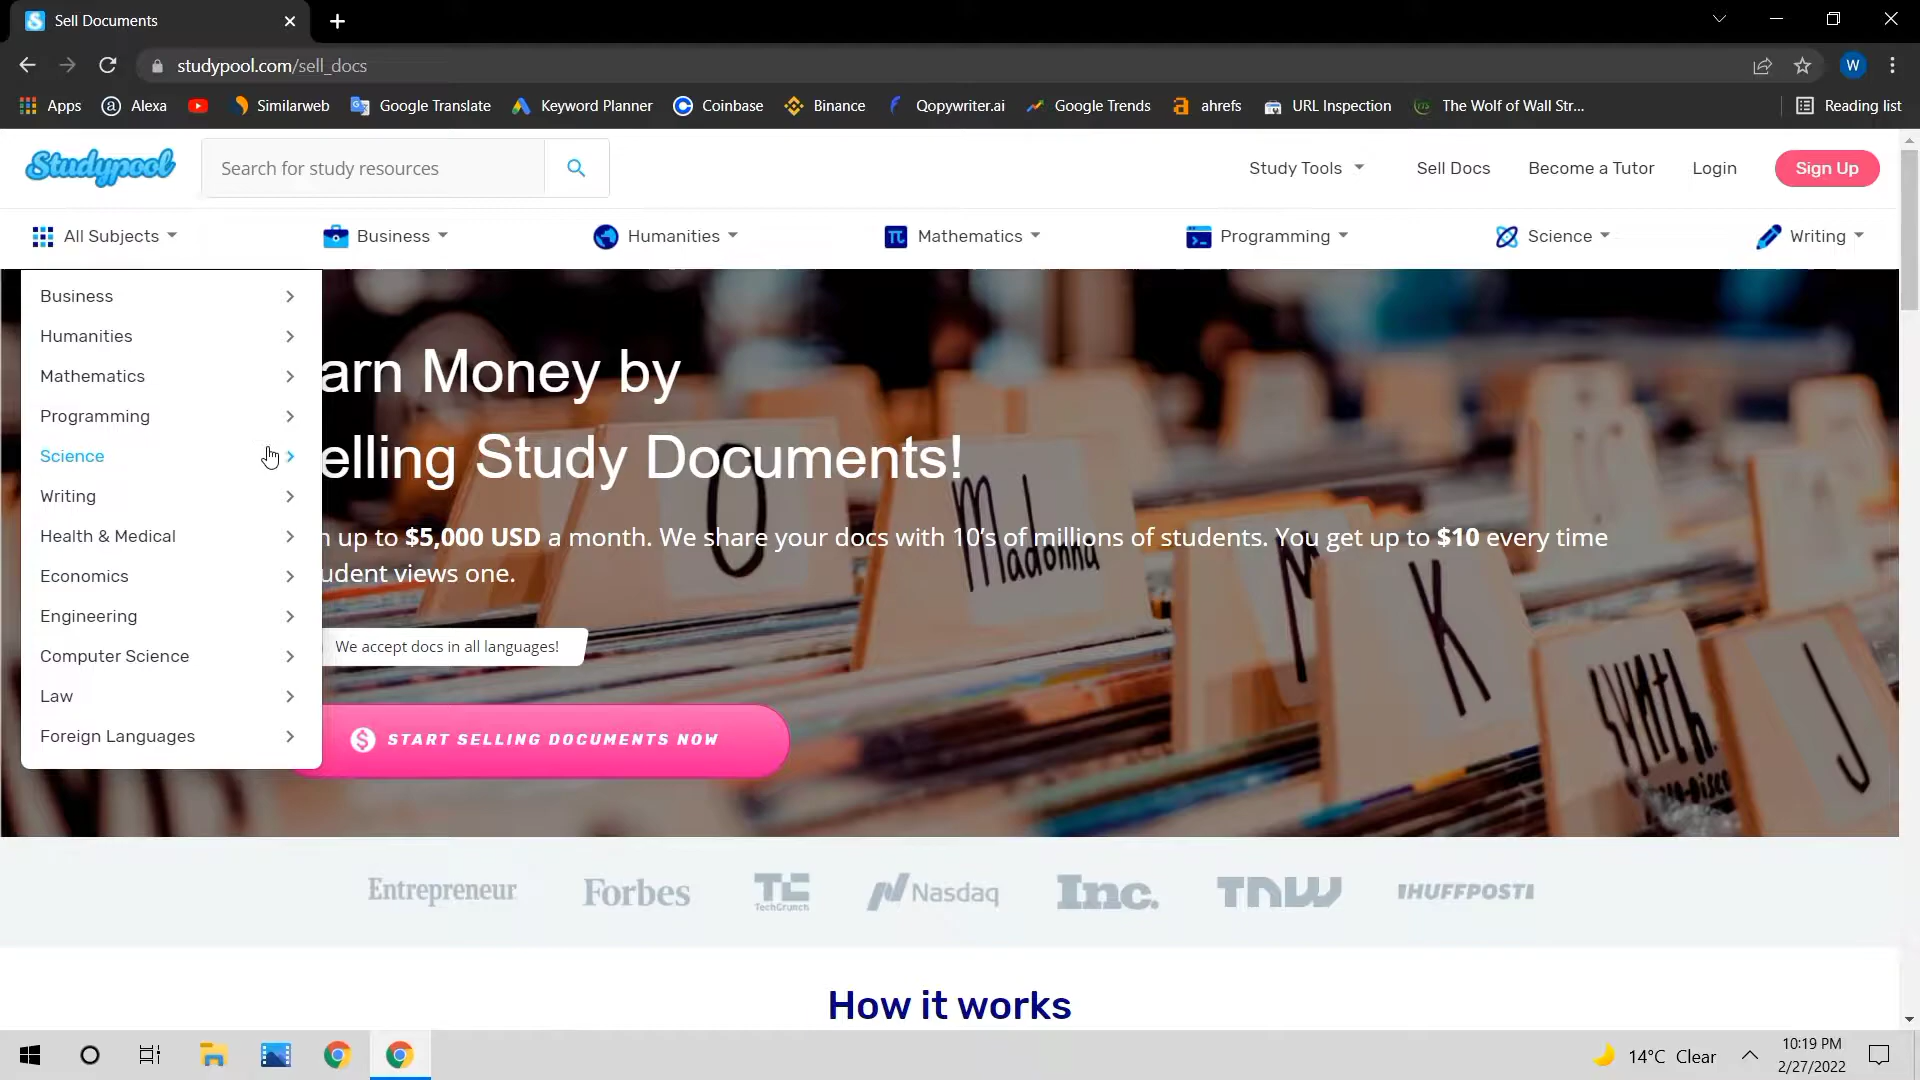 Sell Documents
studypool.com/sell_docs
W
Apps
Alexa
Similarweb
Google Translate
Keyword Planner
Coinbase
Binance
Qopywriter.ai
Google Trends
ahrefs
URL Inspection
The Wolf of Wall Str...
Reading list
Studypool
Search for study resources
Study Tools
Sell Docs
Become a Tutor
Login
Sign Up
All Subjects
Business
Humanities
Mathematics
Programming
Science
Writing
Business
Humanities
Mathematics
Programming
Science
Writing
Health & Medical
Economics
Engineering
Computer Science
Law
Foreign Languages
arn Money by
elling Study Documents!
n up to $5,000 USD a month. We share your docs with 10's of millions of students. You get up to $10 every time
udent views one.
We accept docs in all languages!
START SELLING DOCUMENTS NOW
O
Madonna
N
K
J
Entrepreneur
Forbes
TC
TechCrunch
Nasdaq
Inc.
TNW
HUFFPOST
How it works
14°C Clear
10:19 PM
2/27/2022